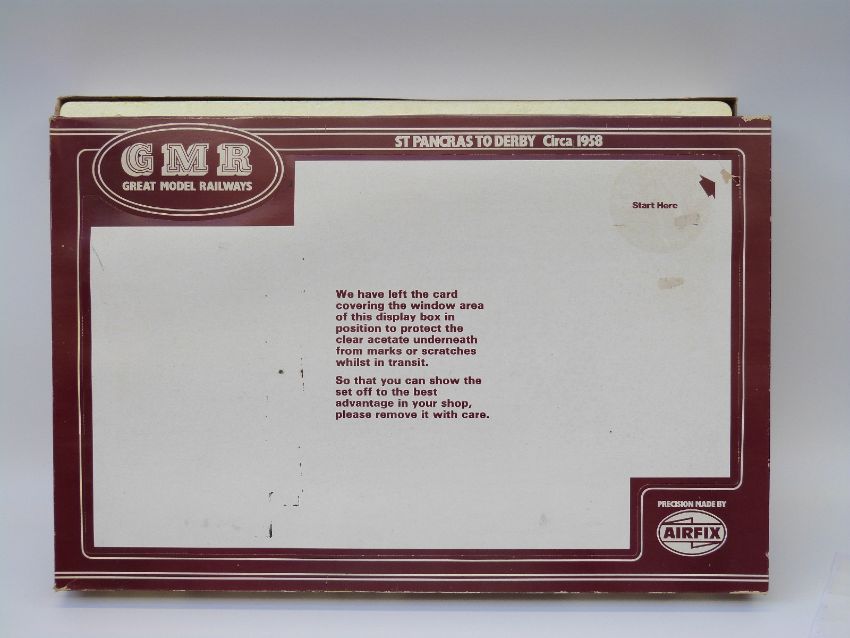 GMR
GREAT MODEL RAILWAYS
ST PANCRAS TO DERBY Circa 1958
Start Here
We have left the card
covering the window area
of this display box in
position to protect the
clear acetate underneath
from marks or scratches
whilst in transit.
So that you can show the
set off to the best
advantage in your shop,
please remove it with care.
PRECISION MADE BY
AIRFIX